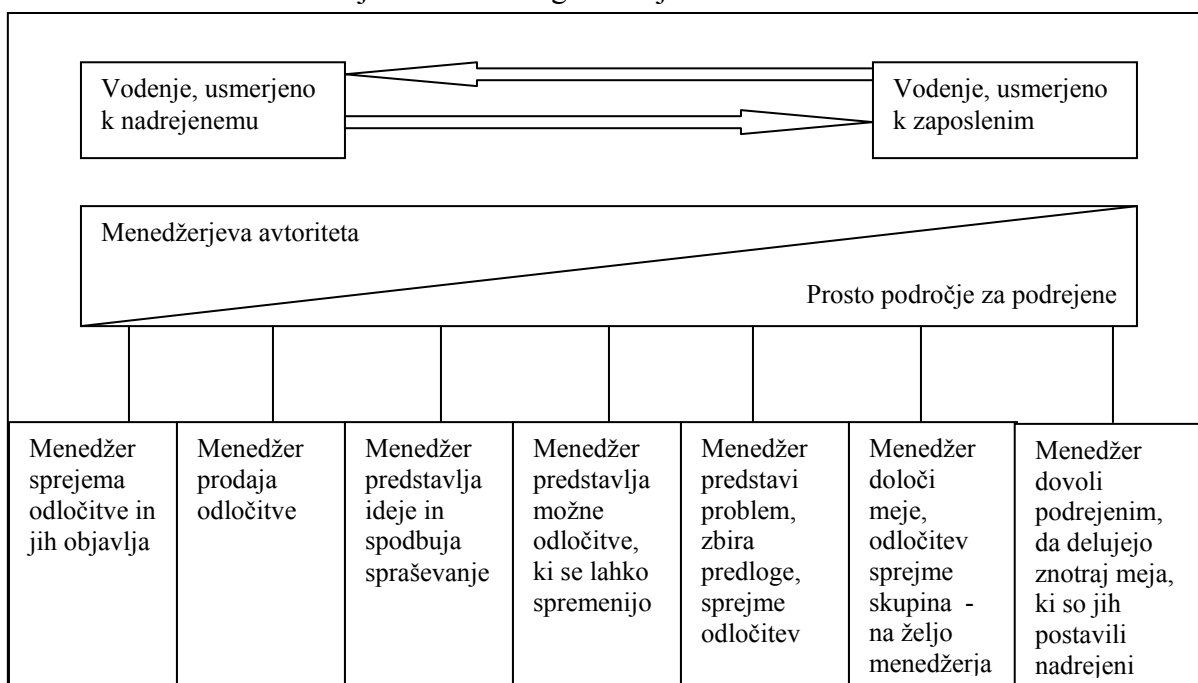 Vodenje, usmerjeno
k nadrejenemu
Vodenje, usmerjeno
k zaposlenim
Menedžerjeva avtoriteta
Prosto področje za podrejene
Menedžer
sprejema
odločitve in
jih objavlja
Menedžer
prodaja
odločitve
Menedžer
predstavlja
ideje in
spodbuja
spraševanje
Menedžer
predstavlja
možne
odločitve,
ki se lahko
spremenijo
Menedžer
predstavi
problem,
zbira
predloge,
sprejme
odločitev
Menedžer
določi
meje,
odločitev
sprejme
skupina -
na željo
menedžerja
Menedžer
dovoli
podrejenim,
da delujejo
znotraj meja,
ki so jih
postavili
nadrejeni